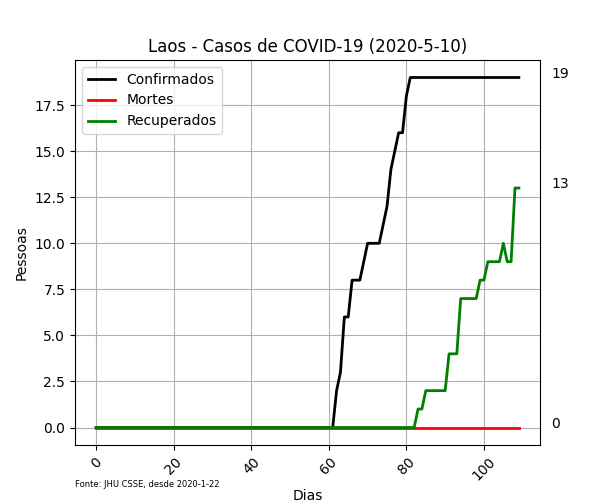 Laos - Casos de COVID-19 (2020-5-10)
Confirmados
Mortes
Recuperados
19
17.5
15.0
13
12.5
10.0
7.5
5.0
2.5
0.0
0
Pessoas
0 20 40 60 80 100
Fonte: JHU CSSE, desde 2020-1-22
Dias